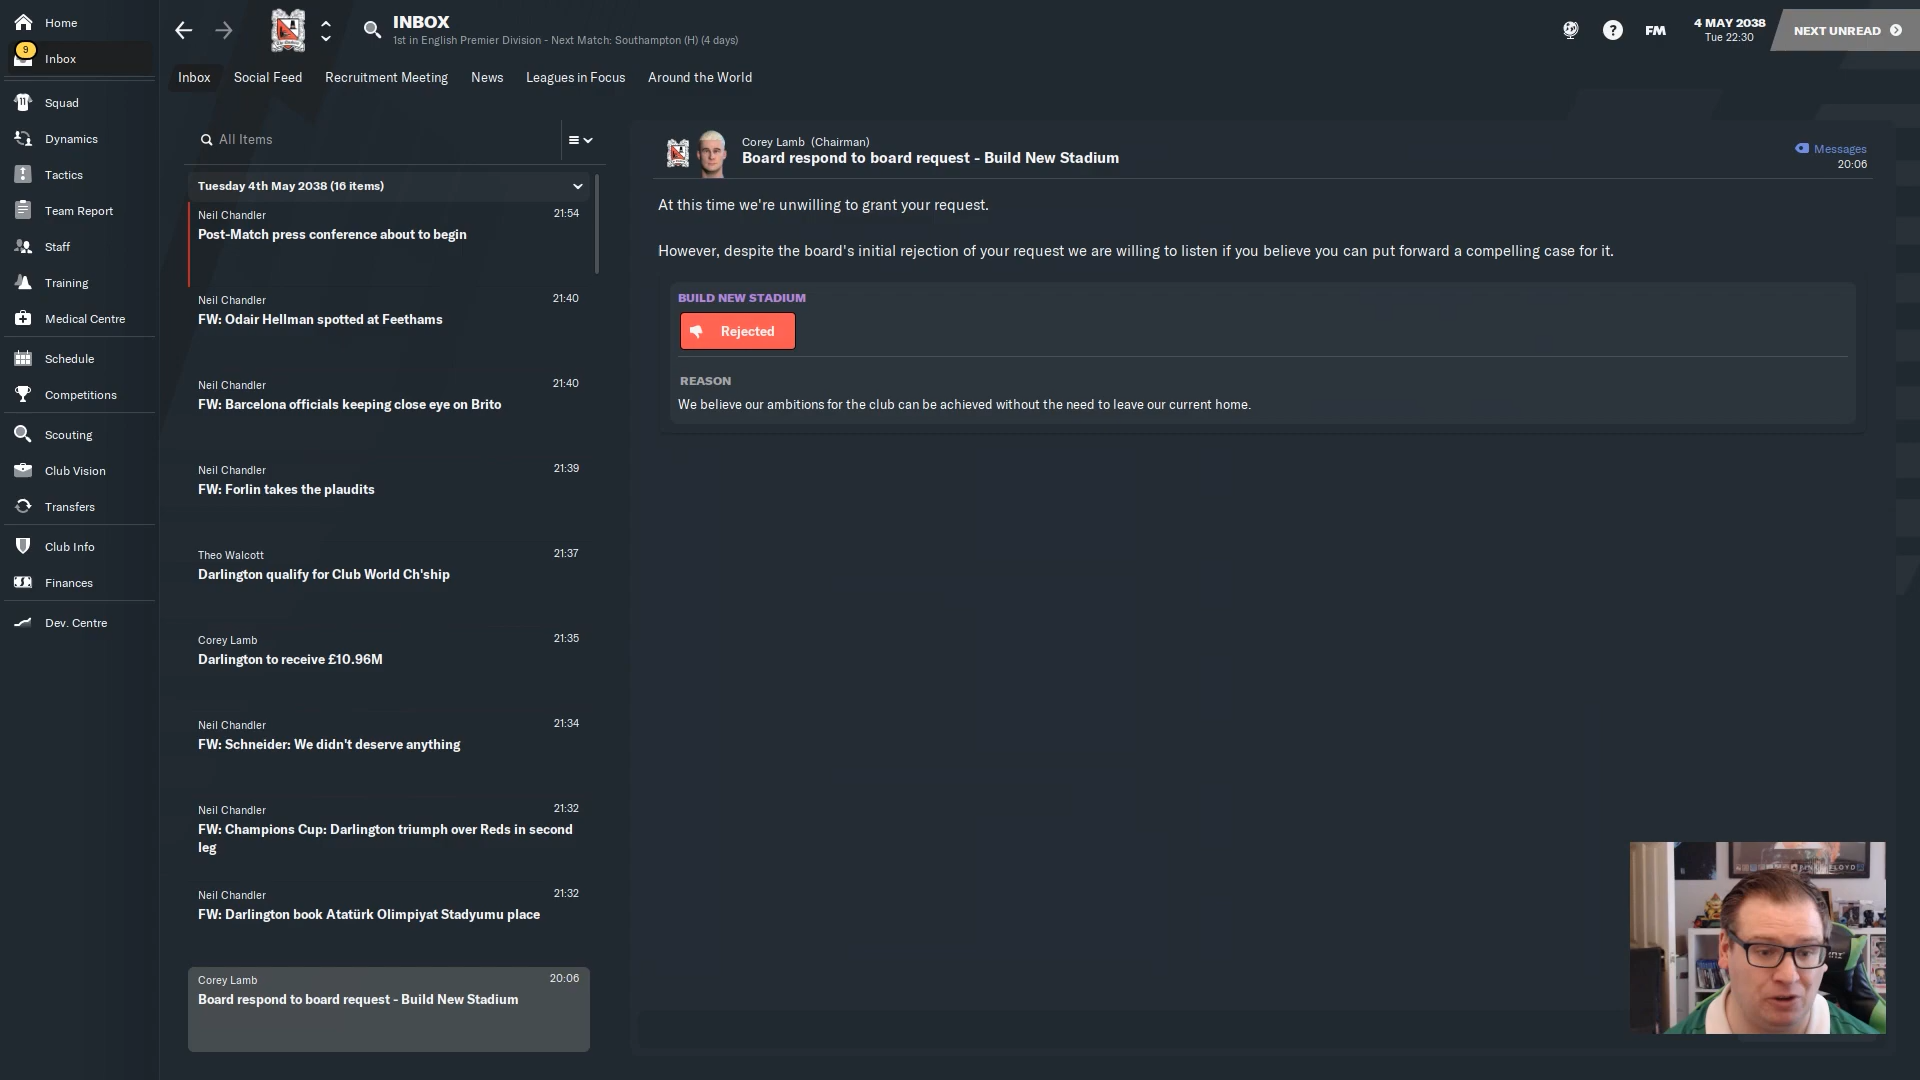 Home
9
Inbox
Squad
Dynamics
Tactics
Team Report
Staff
Training
Medical Centre
Schedule
Competitions
Scouting
Club Vision
Transfers
Club Info
Finances
Dev. Centre
INBOX
1st in English Premier Division - Next Match: Southampton (H) (4 days)
FM
4 MAY 2038
Tue 22:30
NEXT UNREAD
Inbox
Social Feed
Recruitment Meeting
News
Leagues in Focus
Around the World
All Items
Tuesday 4th May 2038 (16 items)
Neil Chandler 21:54
Post-Match press conference about to begin
Neil Chandler 21:40
FW: Odair Hellman spotted at Feethams
Neil Chandler 21:40
FW: Barcelona officials keeping close eye on Brito
Neil Chandler 21:39
FW: Forlin takes the plaudits
Theo Walcott 21:37
Darlington qualify for Club World Ch'ship
Corey Lamb 21:35
Darlington to receive £10.96M
Neil Chandler 21:34
FW: Schneider: We didn't deserve anything
Neil Chandler 21:32
FW: Champions Cup: Darlington triumph over Reds in second
leg
Neil Chandler 21:32
FW: Darlington book Atatürk Olimpiyat Stadyumu place
Corey Lamb 20:06
Board respond to board request - Build New Stadium
Corey Lamb (Chairman)
Board respond to board request - Build New Stadium
Messages
20:06
At this time we're unwilling to grant your request.
However, despite the board's initial rejection of your request we are willing to listen if you believe you can put forward a compelling case for it.
BUILD NEW STADIUM
Rejected
REASON
We believe our ambitions for the club can be achieved without the need to leave our current home.